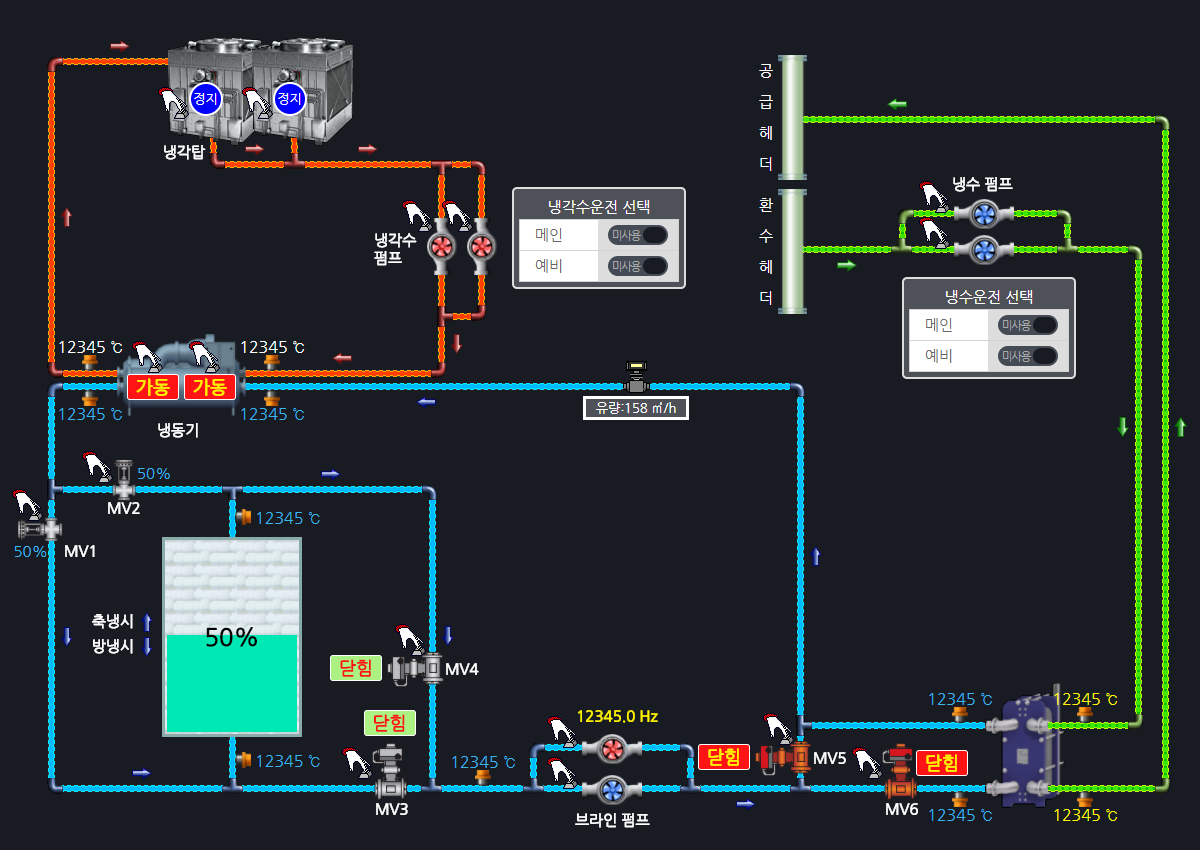 정지
정지
냉각탑
공
급
헤
더
환
수
헤
더
냉수 펌프
냉각수
펌프
냉각수운전 선택
메인 미사용
예비 미사용
냉수운전 선택
메인 미사용
예비 미사용
12345 ℃
12345 ℃
가동
가동
12345 ℃
12345 ℃
냉동기
유량:158 ㎥/h
50%
MV2
12345 ℃
50%
MV1
축냉시
방냉시
50%
닫힘
MV4
닫힘
MV3
12345 ℃
12345 ℃
12345.0 Hz
브라인 펌프
닫힘
MV5
닫힘
MV6
12345 ℃
12345 ℃
12345 ℃
12345 ℃